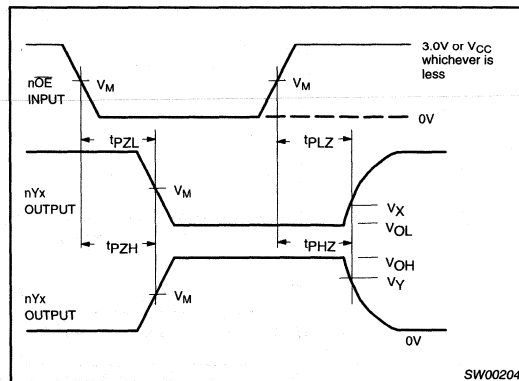 nOE INPUT
VM
VM
3.0V or VCC whichever is less
0V
tPZL
tPLZ
nYx OUTPUT
VM
VX
VOL
tPZH
tPHZ
VOH
VY
nYx OUTPUT
VM
0V
SW00204